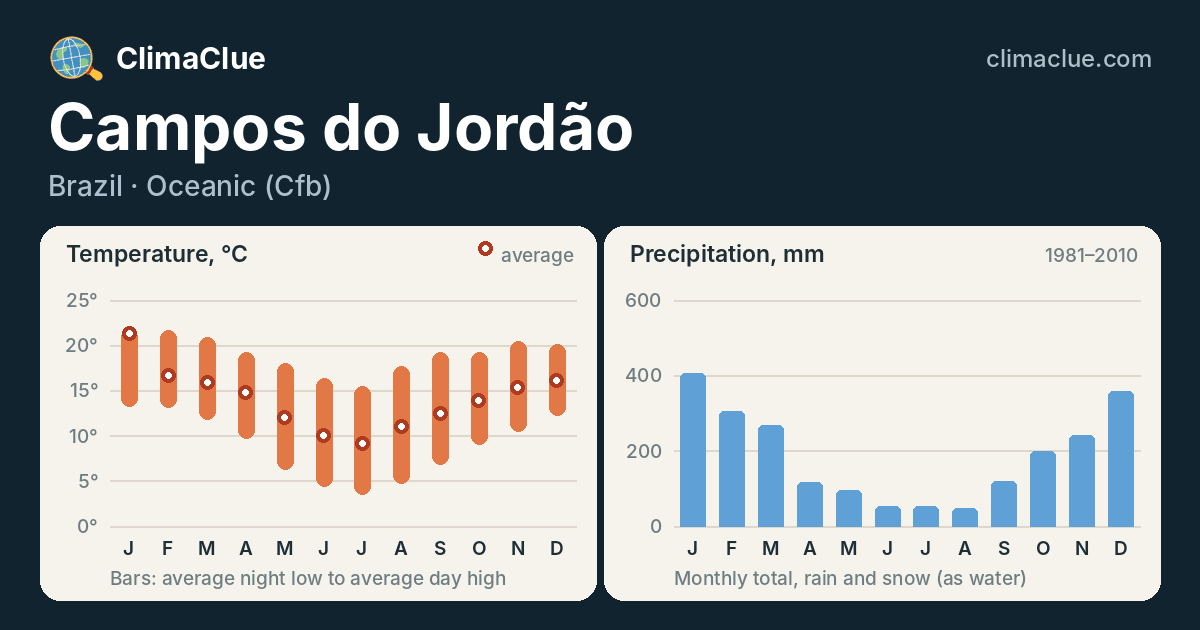 ClimaClue
climaclue.com
Campos do Jordão
Brazil · Oceanic (Cfb)
Temperature, °C
average
25°
20°
15°
10°
5°
0°
J F M A M J J A S O N D
Bars: average night low to average day high
Precipitation, mm
1981–2010
600
400
200
0
J F M A M J J A S O N D
Monthly total, rain and snow (as water)